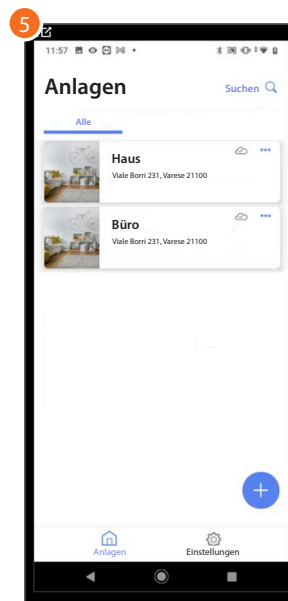 5
11:57
Anlagen
Suchen
Alle
Haus
Viale Borri 231, Varese 21100
Büro
Viale Borri 231, Varese 21100
Anlagen
Einstellungen